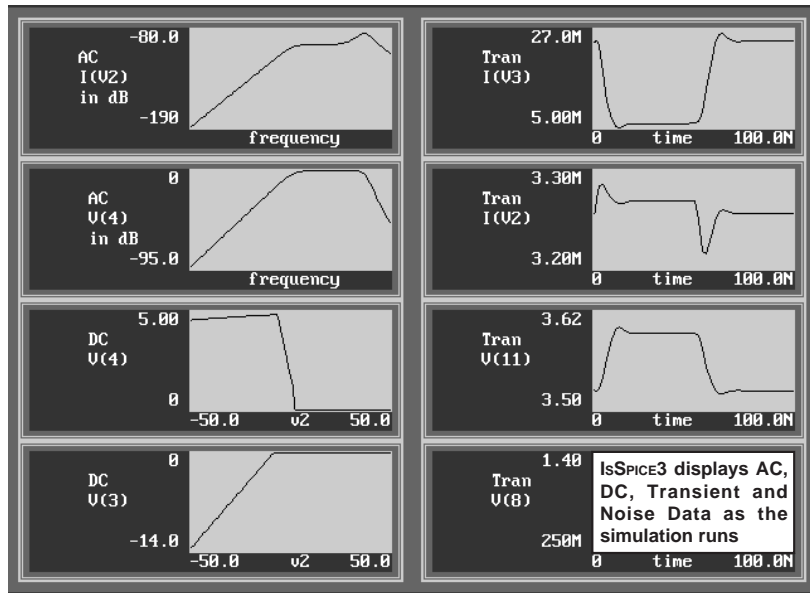 -80.0
AC
I(V2)
in dB
-190
frequency
0
AC
V(4)
in dB
-95.0
frequency
5.00
DC
V(4)
0
-50.0 v2 50.0
0
DC
V(3)
-14.0
-50.0 v2 50.0
27.0M
Tran
I(V3)
5.00M
0 time 100.0N
3.30M
Tran
I(V2)
3.20M
0 time 100.0N
3.62
Tran
V(11)
3.50
0 time 100.0N
1.40
Tran
V(8)
250M
0 time 100.0N
IsSPICE3 displays AC,
DC, Transient and
Noise Data as the
simulation runs